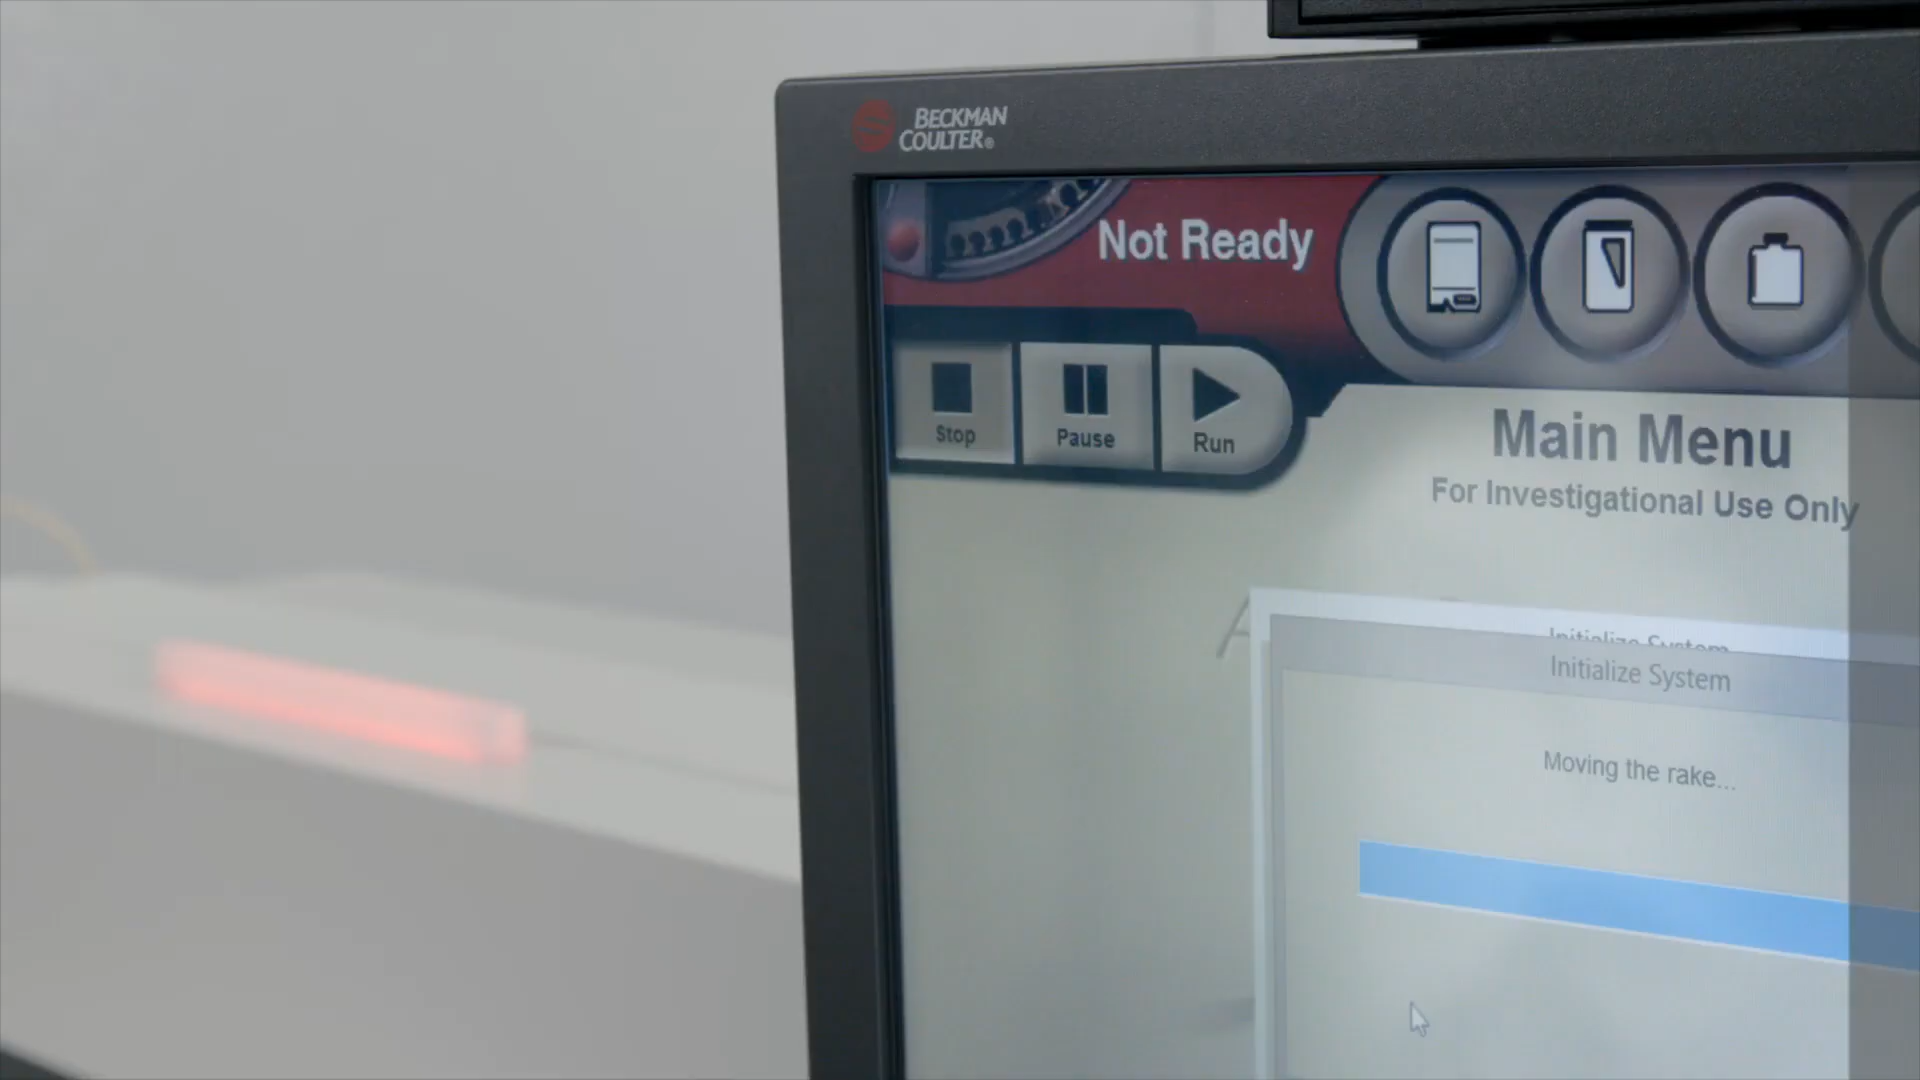 BECKMAN
COULTER®
Not Ready
Stop
Pause
Run
Main Menu
For Investigational Use Only
Initialize System
Initialize System
Moving the rake...